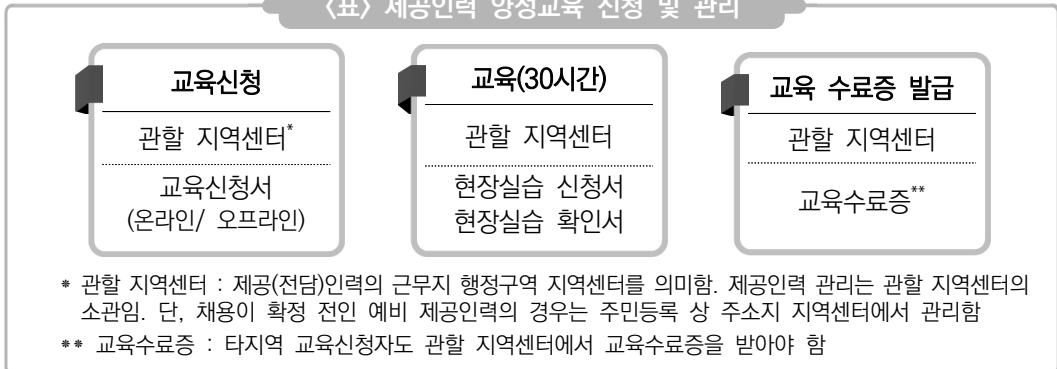 <표> 제공인력 양성교육 신청 및 관리
교육신청
관할 지역센터*
교육신청서
(온라인/ 오프라인)
교육(30시간)
관할 지역센터
현장실습 신청서
현장실습 확인서
교육 수료증 발급
관할 지역센터
교육수료증**
* 관할 지역센터 : 제공(전담)인력의 근무지 행정구역 지역센터를 의미함. 제공인력 관리는 관할 지역센터의
소관임. 단, 채용이 확정 전인 예비 제공인력의 경우는 주민등록 상 주소지 지역센터에서 관리함
** 교육수료증 : 타지역 교육신청자도 관할 지역센터에서 교육수료증을 받아야 함